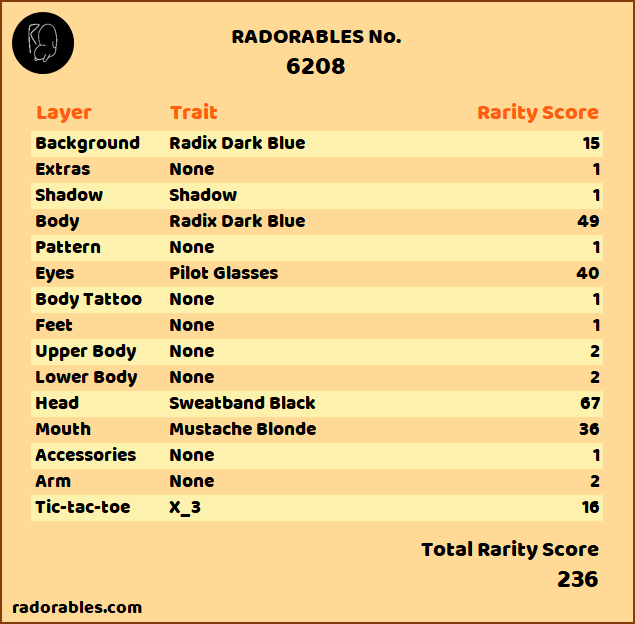 RADORABLES No.
6208
Layer Trait Rarity Score
Background Radix Dark Blue 15
Extras None 1
Shadow Shadow 1
Body Radix Dark Blue 49
Pattern None 1
Eyes Pilot Glasses 40
Body Tattoo None 1
Feet None 1
Upper Body None 2
Lower Body None 2
Head Sweatband Black 67
Mouth Mustache Blonde 36
Accessories None 1
Arm None 2
Tic-tac-toe X_3 16
Total Rarity Score
236
radorables.com